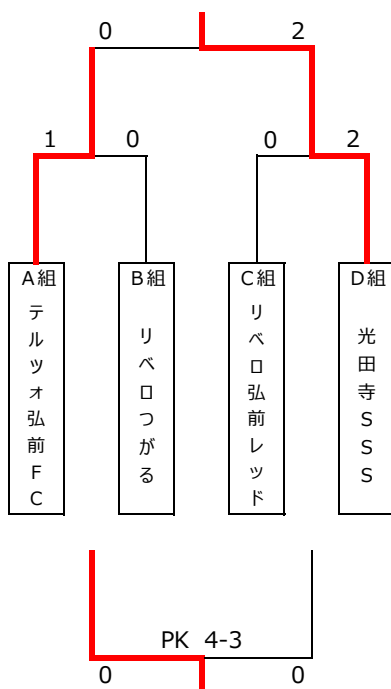 0 2
1 0 0 2
A組 B組 C組 D組
テルツォ弘前FC
リベロつがる
リベロ弘前レッド
光田寺SSS
PK 4-3
0 0